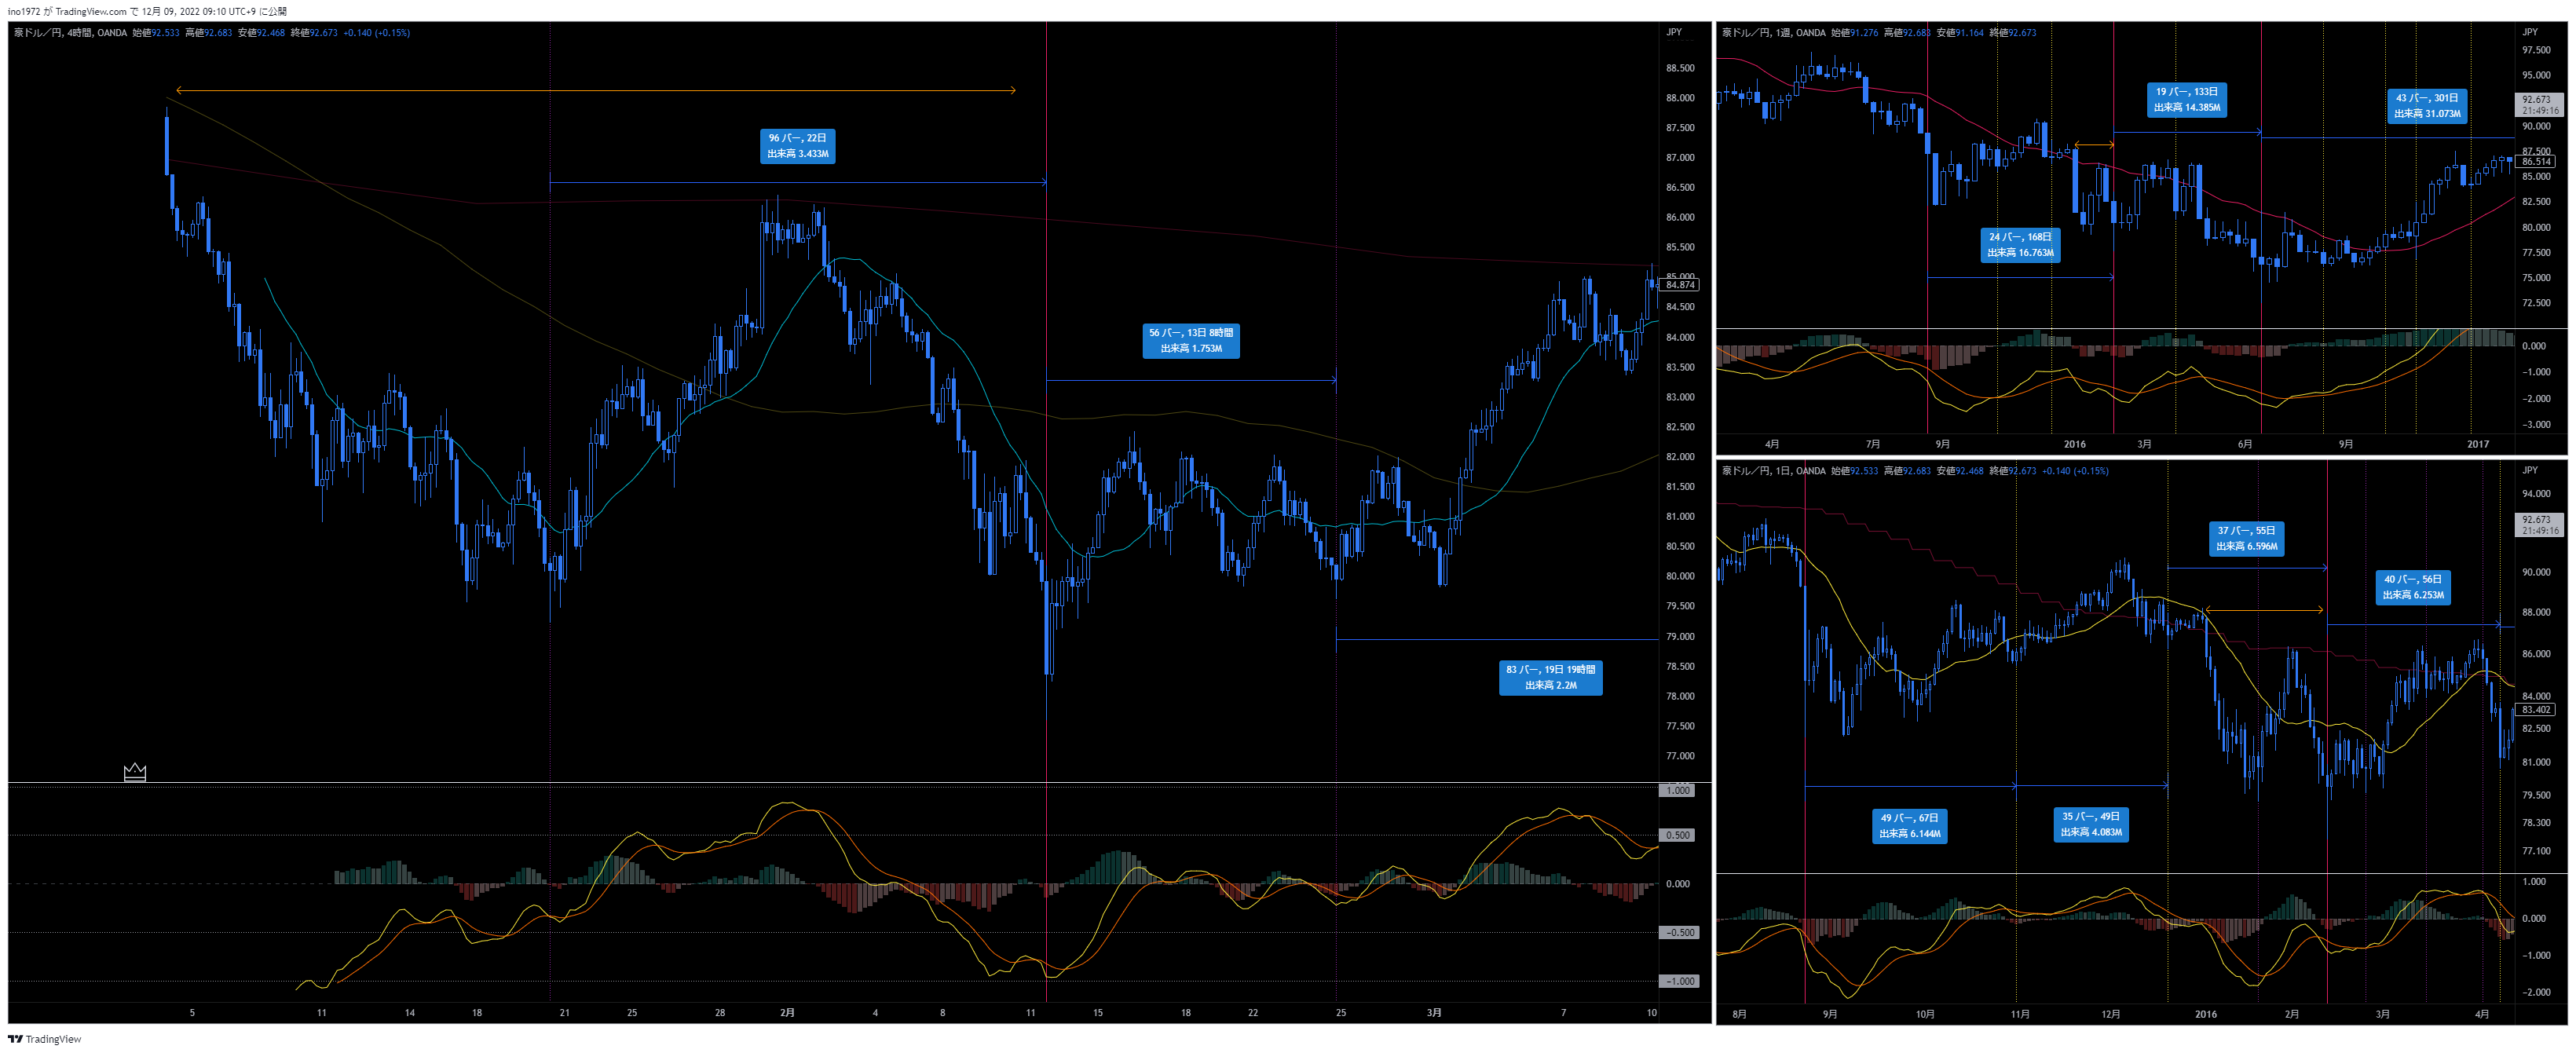 ino1972 が TradingView.com で 12月 09, 2022 09:10 UTC+9 に公開
豪ドル／円, 4時間, OANDA 始値92.533 高値92.683 安値92.468 終値92.673 +0.140 (+0.15%)
JPY
88.500
88.000
87.500
87.000
86.500
86.000
85.500
85.000
84.874
84.500
84.000
83.500
83.000
82.500
82.000
81.500
81.000
80.500
80.000
79.500
79.000
78.500
78.000
77.500
77.000
96 バー, 22日
出来高 3.433M
56 バー, 13日 8時間
出来高 1.753M
83 バー, 19日 19時間
出来高 2.2M
1.000
0.500
0.000
−0.500
−1.000
5 11 14 18 21 25 28 2月 4 8 11 15 18 22 25 3月 7 10
豪ドル／円, 1週, OANDA 始値91.276 高値92.683 安値91.164 終値92.673
JPY
97.500
95.000
92.673
21:49:16
90.000
87.500
86.514
85.000
82.500
80.000
77.500
75.000
72.500
19 バー, 133日
出来高 14.385M
43 バー, 301日
出来高 31.073M
24 バー, 168日
出来高 16.763M
0.000
−1.000
−2.000
−3.000
4月 7月 9月 2016 3月 6月 9月 2017
豪ドル／円, 1日, OANDA 始値92.533 高値92.683 安値92.468 終値92.673 +0.140 (+0.15%)
JPY
94.000
92.673
21:49:16
90.000
88.000
86.000
84.000
83.402
82.500
81.000
79.500
78.300
77.100
37 バー, 55日
出来高 6.596M
40 バー, 56日
出来高 6.253M
49 バー, 67日
出来高 6.144M
35 バー, 49日
出来高 4.083M
1.000
0.000
−1.000
−2.000
8月 9月 10月 11月 12月 2016 2月 3月 4月
TradingView